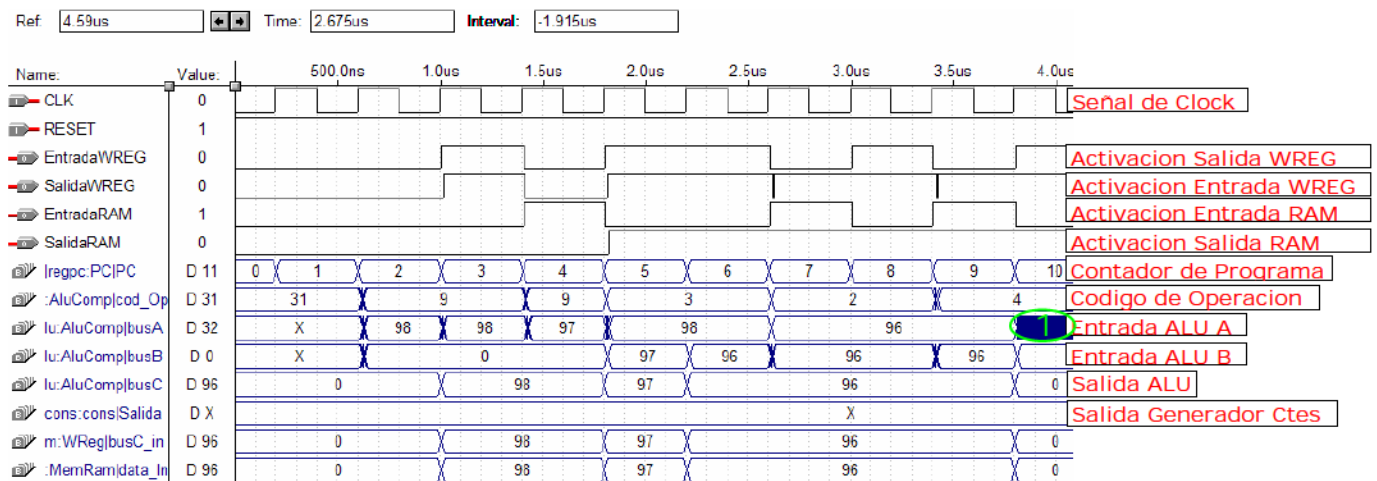 Ref: 4.59us Time: 2.675us Interval: -1.915us
Name: Value: 500.0ns 1.0us 1.5us 2.0us 2.5us 3.0us 3.5us 4.0us
CLK 0 Señal de Clock
RESET 1
EntradaWREG 0 Activacion Salida WREG
SalidaWREG 0 Activacion Entrada WREG
EntradaRAM 1 Activacion Entrada RAM
SalidaRAM 0 Activacion Salida RAM
|regpc:PC|PC D 11 0 1 2 3 4 5 6 7 8 9 10 Contador de Programa
:AluComp|cod_Op D 31 31 9 9 3 2 4 Codigo de Operacion
lu:AluComp|busA D 32 X 98 98 97 98 96 1 Entrada ALU A
lu:AluComp|busB D 0 X 0 97 96 96 96 Entrada ALU B
lu:AluComp|busC D 96 0 98 97 96 0 Salida ALU
cons:cons|Salida D X X Salida Generador Ctes
m:WReg|busC_in D 96 0 98 97 96 0
:MemRam|data_In D 96 0 98 97 96 0